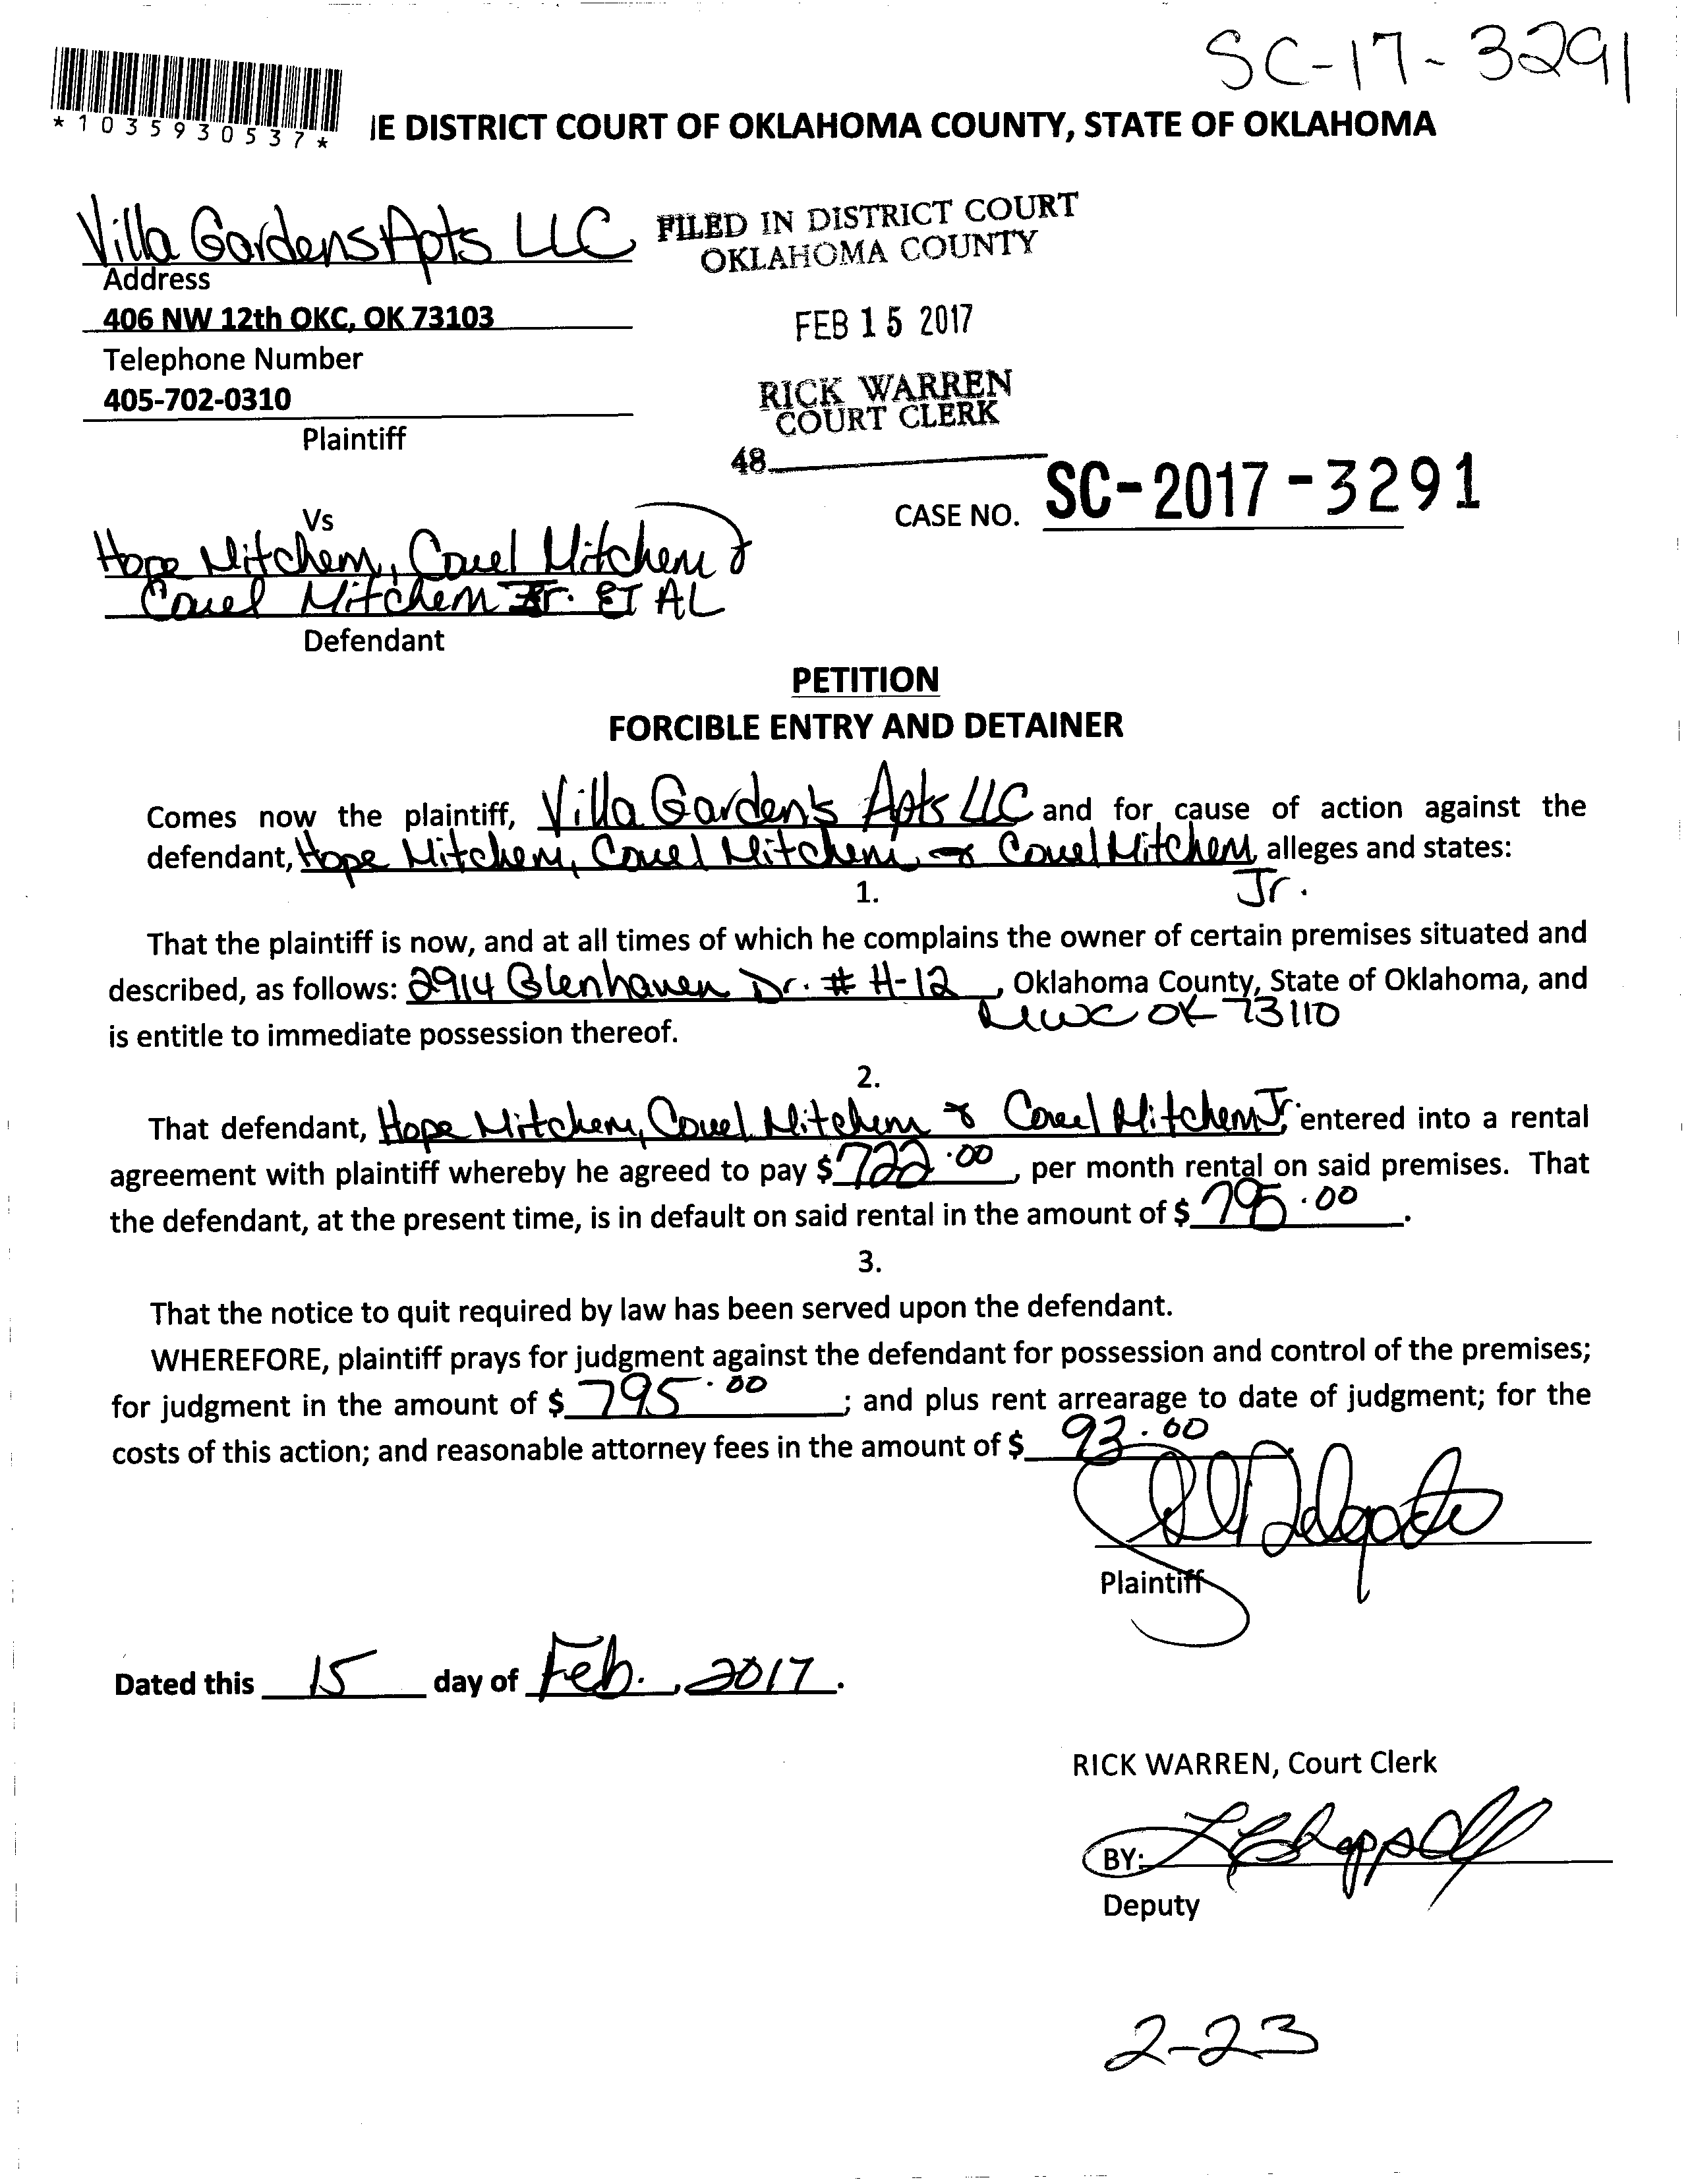 SC-17-3291
*1035930537*
IE DISTRICT COURT OF OKLAHOMA COUNTY, STATE OF OKLAHOMA
Villa Gardens Apts LLC
Address
406 NW 12th OKC, OK 73103
Telephone Number
405-702-0310
Plaintiff
FILED IN DISTRICT COURT
OKLAHOMA COUNTY
FEB 15 2017
RICK WARREN
COURT CLERK
48
CASE NO. SC-2017-3291
Vs
Hope Mitchem, Covel Mitchem &
Covel Mitchem Jr. ET AL
Defendant
PETITION
FORCIBLE ENTRY AND DETAINER
Comes now the plaintiff, Villa Gardens Apts LLC and for cause of action against the
defendant, Hope Mitchem, Covel Mitchem, & Covel Mitchem alleges and states:
Jr.
1.
That the plaintiff is now, and at all times of which he complains the owner of certain premises situated and
described, as follows: 2914 Glenhaven Dr. # H-12, Oklahoma County, State of Oklahoma, and
MWC OK 73110
is entitle to immediate possession thereof.
2.
That defendant, Hope Mitchem, Covel Mitchem & Covel Mitchem Jr. entered into a rental
agreement with plaintiff whereby he agreed to pay $ 722.00, per month rental on said premises. That
the defendant, at the present time, is in default on said rental in the amount of $ 795.00.
3.
That the notice to quit required by law has been served upon the defendant.
WHEREFORE, plaintiff prays for judgment against the defendant for possession and control of the premises;
for judgment in the amount of $ 795.00; and plus rent arrearage to date of judgment; for the
costs of this action; and reasonable attorney fees in the amount of $ 93.00
Plaintiff
Dated this 15 day of Feb., 2017.
RICK WARREN, Court Clerk
BY:
Deputy
2-23